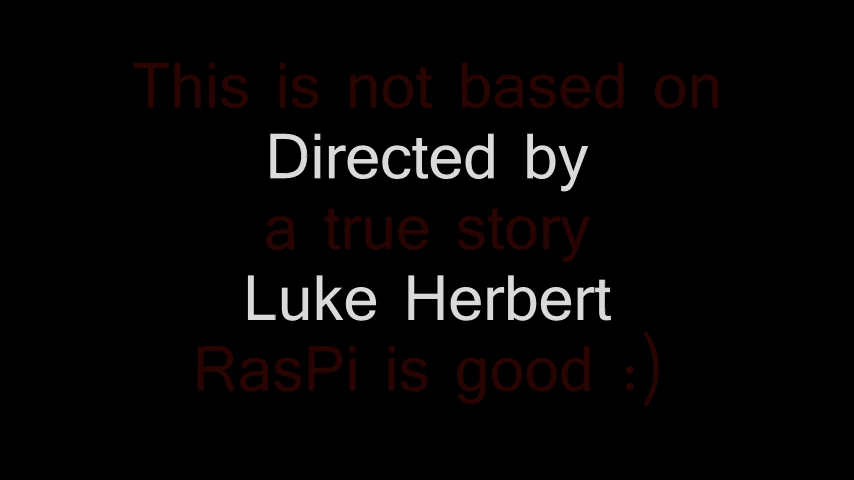 This is not based on
Directed by
a true story
Luke Herbert
RasPi is good :)